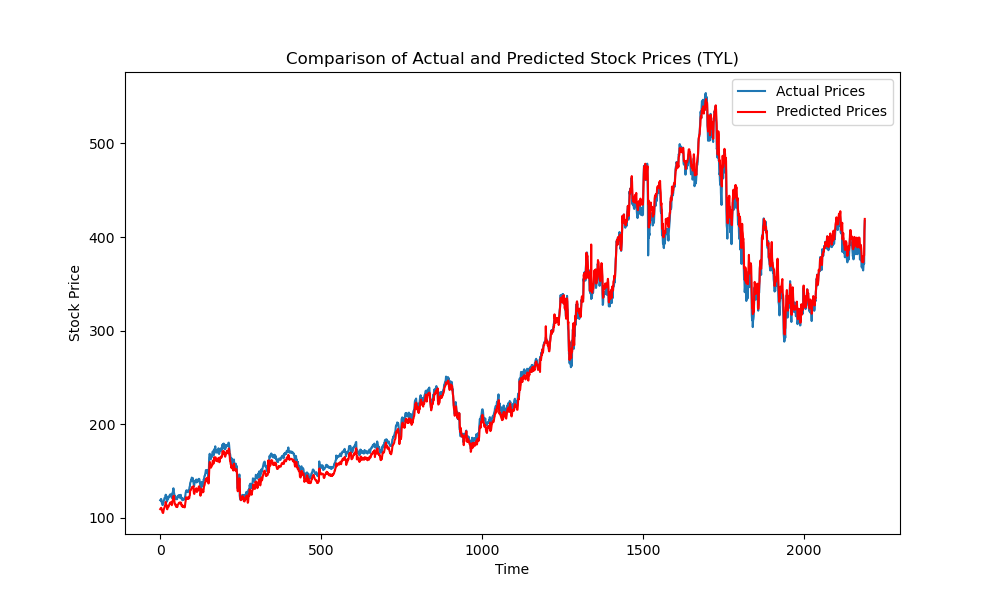 Comparison of Actual and Predicted Stock Prices (TYL)
Actual Prices
Predicted Prices
500
400
300
200
100
Stock Price
0
500
1000
1500
2000
Time